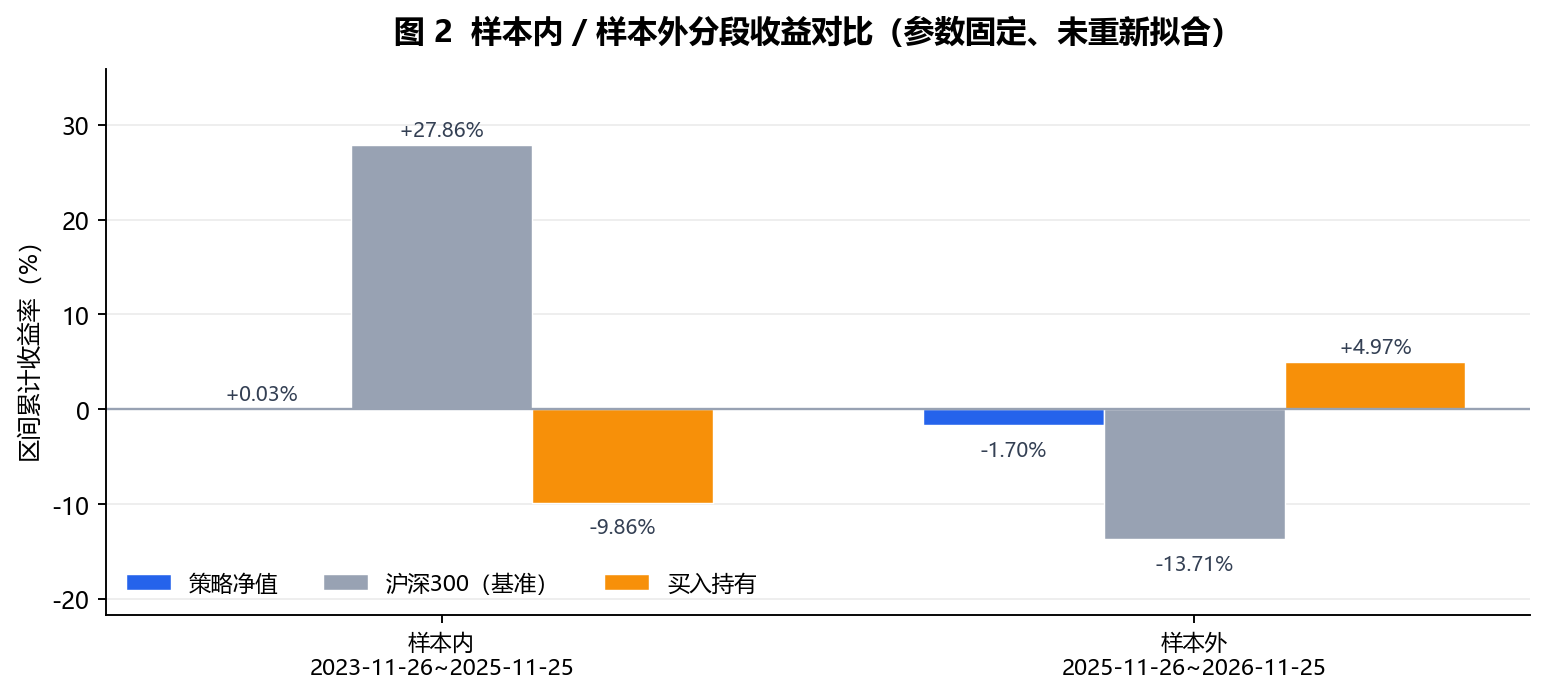 图 2  样本内 / 样本外分段收益对比（参数固定、未重新拟合）
区间累计收益率（%）
30
20
10
0
-10
-20
+0.03%
+27.86%
-9.86%
-1.70%
-13.71%
+4.97%
策略净值
沪深300（基准）
买入持有
样本内
2023-11-26~2025-11-25
样本外
2025-11-26~2026-11-25